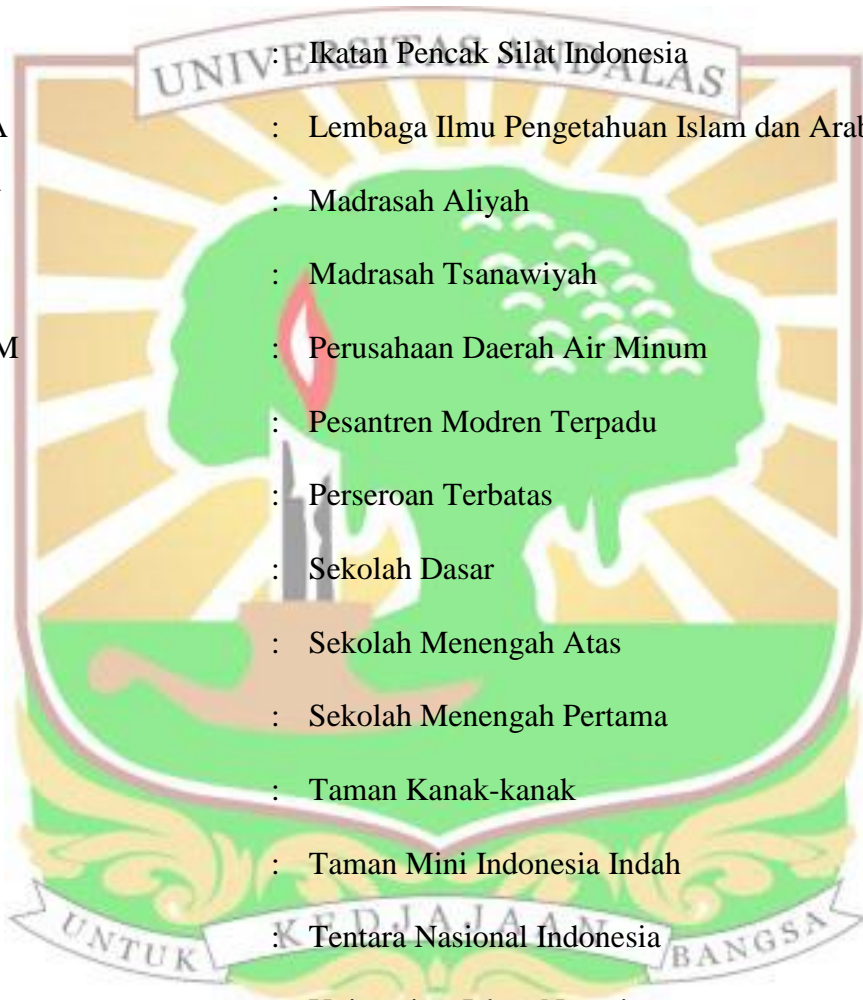 UNIVERSITAS ANDALAS
: Ikatan Pencak Silat Indonesia
A : Lembaga Ilmu Pengetahuan Islam dan Arab
: Madrasah Aliyah
: Madrasah Tsanawiyah
M : Perusahaan Daerah Air Minum
: Pesantren Modren Terpadu
: Perseroan Terbatas
: Sekolah Dasar
: Sekolah Menengah Atas
: Sekolah Menengah Pertama
: Taman Kanak-kanak
: Taman Mini Indonesia Indah
: Tentara Nasional Indonesia
UNTUK KEDJAJAAN BANGSA